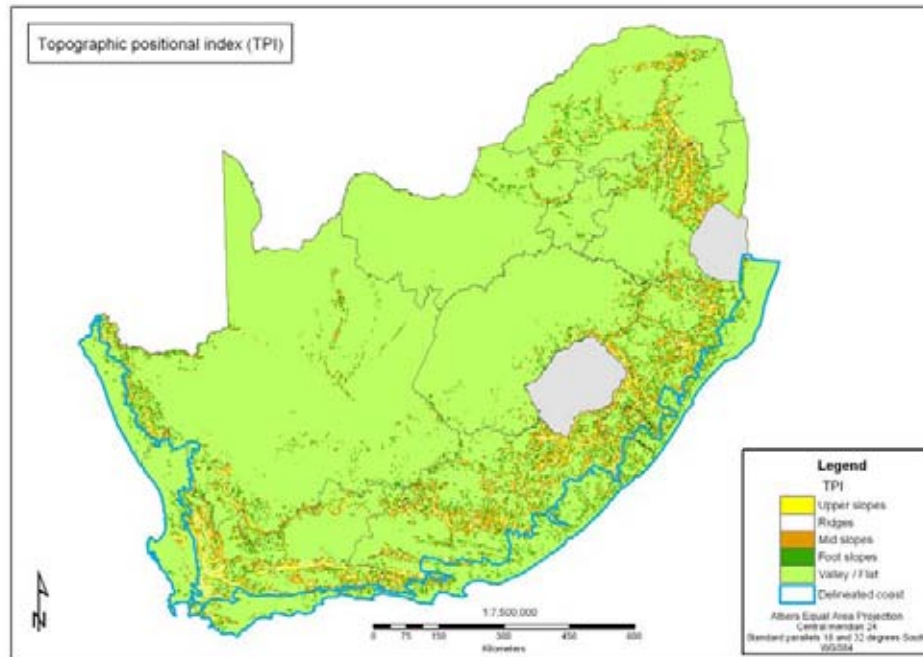 Topographic positional index (TPI)
Legend
TPI
Upper slopes
Ridges
Mid slopes
Foot slopes
Valley / Flat
Delineated coast
Albers Equal Area Projection
Central meridian 24
Standard parallels 18 and 32 degrees South
WGS84
1:7,500,000
0 75 150 300 450 600
Kilometers
N